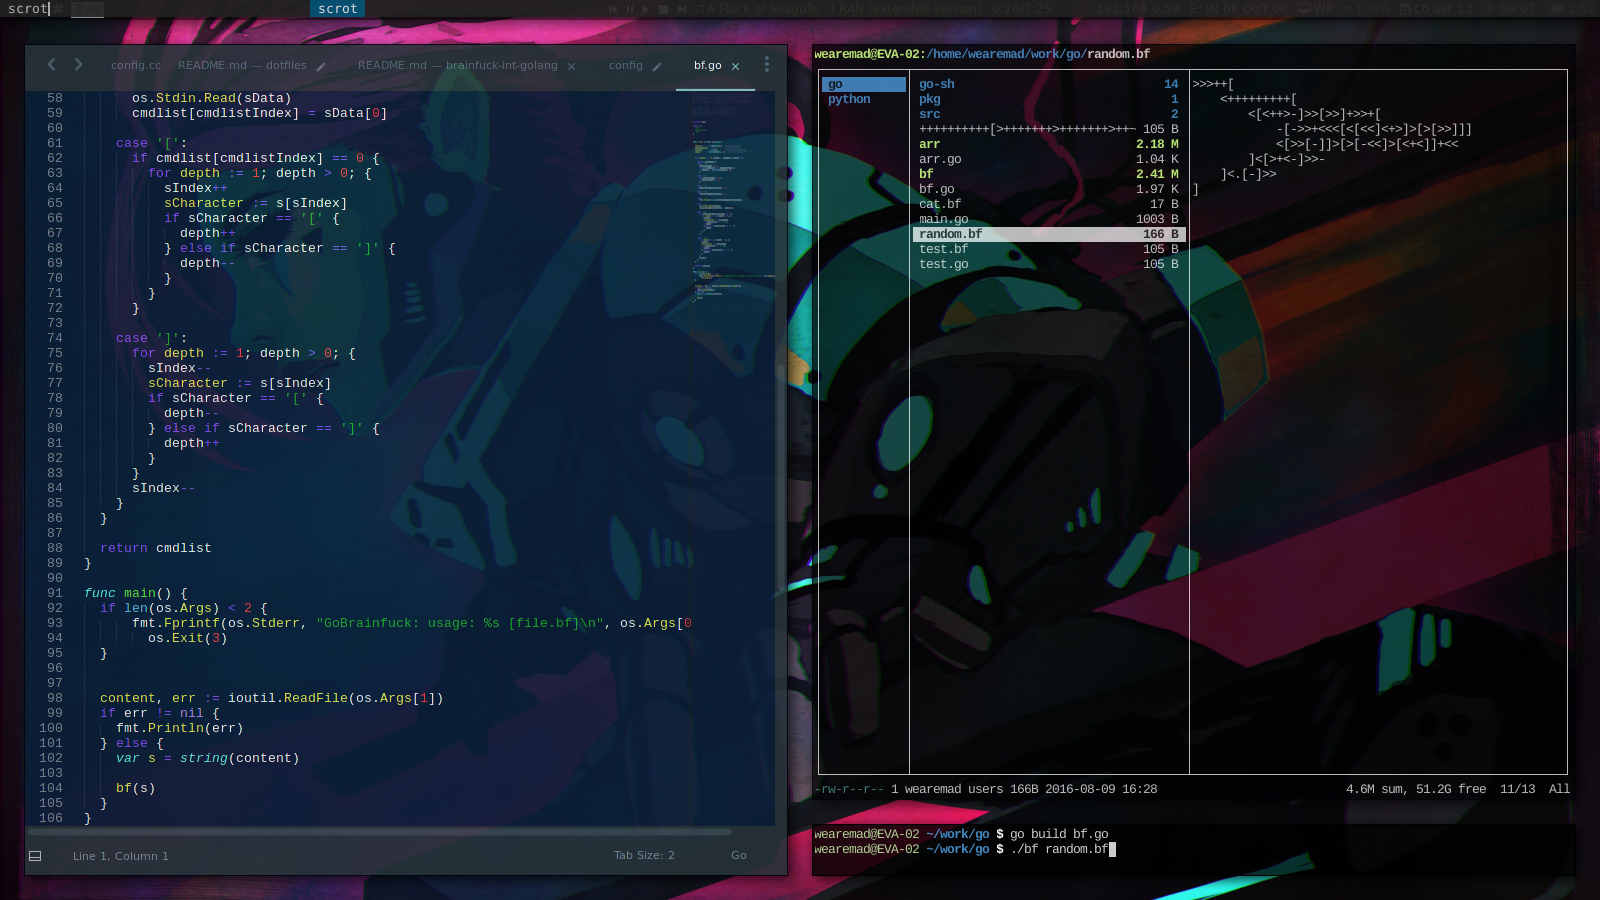 scrot # 3:
scrot
A Flock of Seagulls - I RAN (extended version) 0:16/7:25
192.168.0.59 E: IN 0K OUT 0K WP 100% Сб авг 13 08:07
config.cc README.md — dotfiles README.md — brainfuck-int-golang × config bf.go ×
58 os.Stdin.Read(sData)
59 cmdlist[cmdlistIndex] = sData[0]
60
61 case '[':
62 if cmdlist[cmdlistIndex] == 0 {
63 for depth := 1; depth > 0; {
64 sIndex++
65 sCharacter := s[sIndex]
66 if sCharacter == '[' {
67 depth++
68 } else if sCharacter == ']' {
69 depth--
70 }
71 }
72 }
73
74 case ']':
75 for depth := 1; depth > 0; {
76 sIndex--
77 sCharacter := s[sIndex]
78 if sCharacter == '[' {
79 depth--
80 } else if sCharacter == ']' {
81 depth++
82 }
83 }
84 sIndex--
85 }
86 }
87
88 return cmdlist
89 }
90
91 func main() {
92 if len(os.Args) < 2 {
93 fmt.Fprintf(os.Stderr, "GoBrainfuck: usage: %s [file.bf]\n", os.Args[0
94 os.Exit(3)
95 }
96
97
98 content, err := ioutil.ReadFile(os.Args[1])
99 if err != nil {
100 fmt.Println(err)
101 } else {
102 var s = string(content)
103
104 bf(s)
105 }
106 }
Line 1, Column 1 Tab Size: 2 Go
wearemad@EVA-02:/home/wearemad/work/go/random.bf
go
python
go-sh 14
pkg 1
src 2
++++++++++[>+++++++>+++++++>++~ 105 B
arr 2.18 M
arr.go 1.04 K
bf 2.41 M
bf.go 1.97 K
cat.bf 17 B
main.go 1003 B
random.bf 166 B
test.bf 105 B
test.go 105 B
>>>++[
<+++++++++[
<[<++>-]>>[>>]+>>+[
-[->>+<<<[<[<<]<+>]>[>[>>]]]
<[>>[-]]>[>[-<<]>[<+<]]+<<
]<[>+<-]>>-
]<.[-]>>
]
-rw-r--r-- 1 wearemad users 166B 2016-08-09 16:28 4.6M sum, 51.2G free 11/13 All
wearemad@EVA-02 ~/work/go $ go build bf.go
wearemad@EVA-02 ~/work/go $ ./bf random.bf